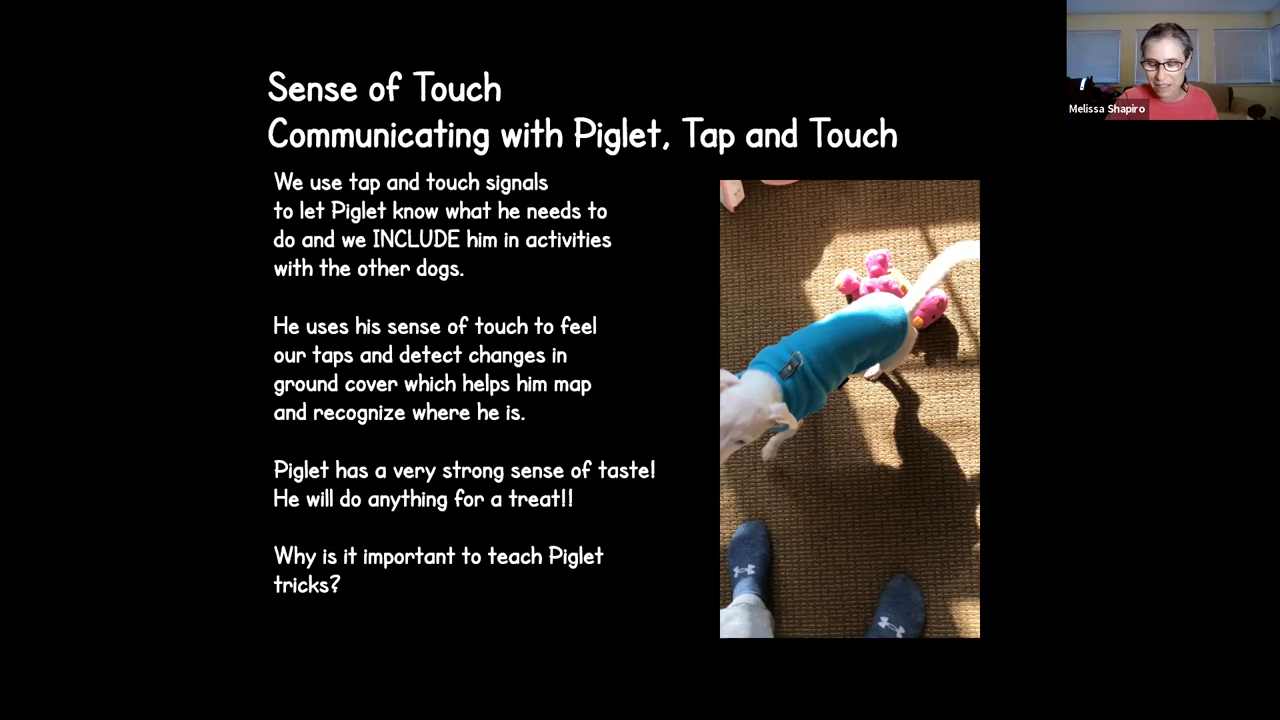 Sense of Touch
Communicating with Piglet, Tap and Touch
We use tap and touch signals
to let Piglet know what he needs to
do and we INCLUDE him in activities
with the other dogs.
He uses his sense of touch to feel
our taps and detect changes in
ground cover which helps him map
and recognize where he is.
Piglet has a very strong sense of taste!
He will do anything for a treat!!
Why is it important to teach Piglet
tricks?
Melissa Shapiro